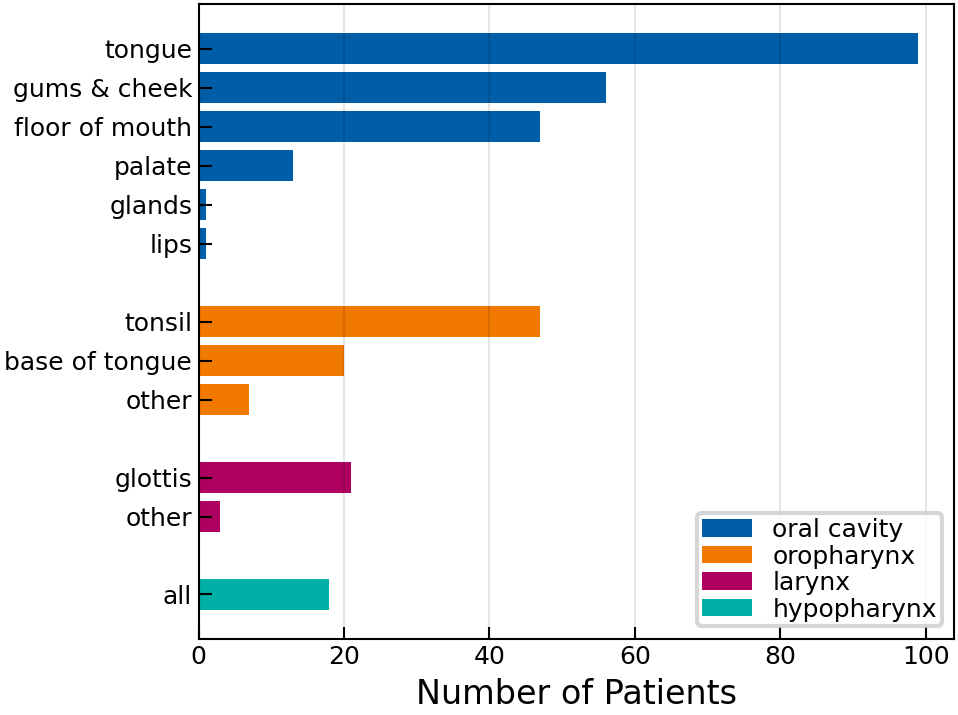 tongue
gums & cheek
floor of mouth
palate
glands
lips
tonsil
base of tongue
other
glottis
other
all
oral cavity
oropharynx
larynx
hypopharynx
0 20 40 60 80 100
Number of Patients